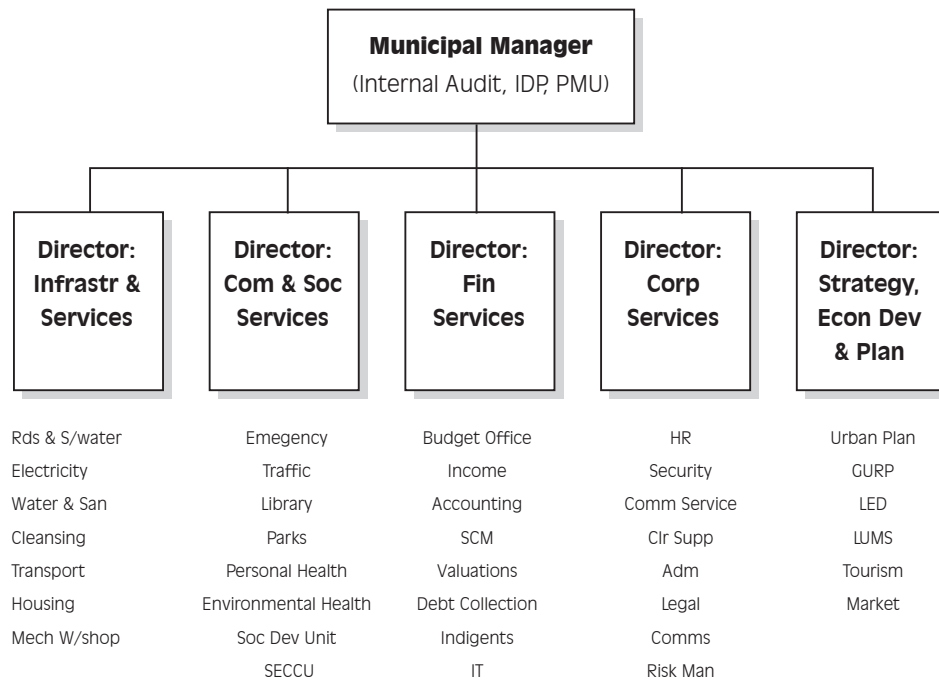 Municipal Manager
(Internal Audit, IDP, PMU)
Director:
Infrastr &
Services
Director:
Com & Soc
Services
Director:
Fin
Services
Director:
Corp
Services
Director:
Strategy,
Econ Dev
& Plan
Rds & S/water
Electricity
Water & San
Cleansing
Transport
Housing
Mech W/shop
Emegency
Traffic
Library
Parks
Personal Health
Environmental Health
Soc Dev Unit
SECCU
Budget Office
Income
Accounting
SCM
Valuations
Debt Collection
Indigents
IT
HR
Security
Comm Service
Clr Supp
Adm
Legal
Comms
Risk Man
Urban Plan
GURP
LED
LUMS
Tourism
Market